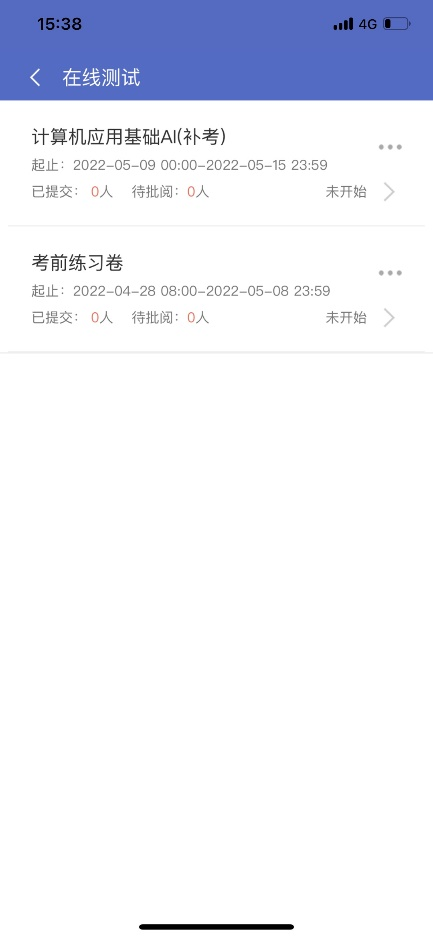 15:38 4G
在线测试
计算机应用基础AI(补考)
起止：2022-05-09 00:00-2022-05-15 23:59
已提交： 0人 待批阅：0人 未开始
考前练习卷
起止：2022-04-28 08:00-2022-05-08 23:59
已提交： 0人 待批阅：0人 未开始